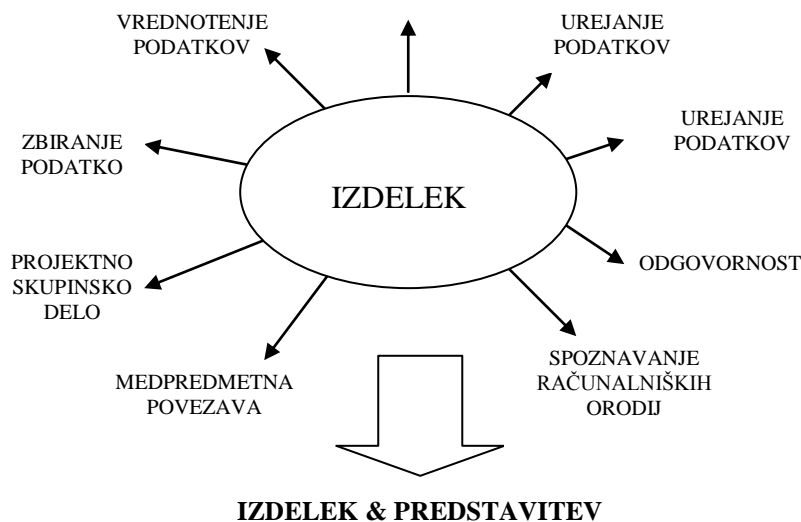 VREDNOTENJE
PODATKOV
UREJANJE
PODATKOV
ZBIRANJE
PODATKO
UREJANJE
PODATKOV
IZDELEK
PROJEKTNO
SKUPINSKO
DELO
ODGOVORNOST
MEDPREDMETNA
POVEZAVA
SPOZNAVANJE
RAČUNALNIŠKIH
ORODIJ
IZDELEK & PREDSTAVITEV